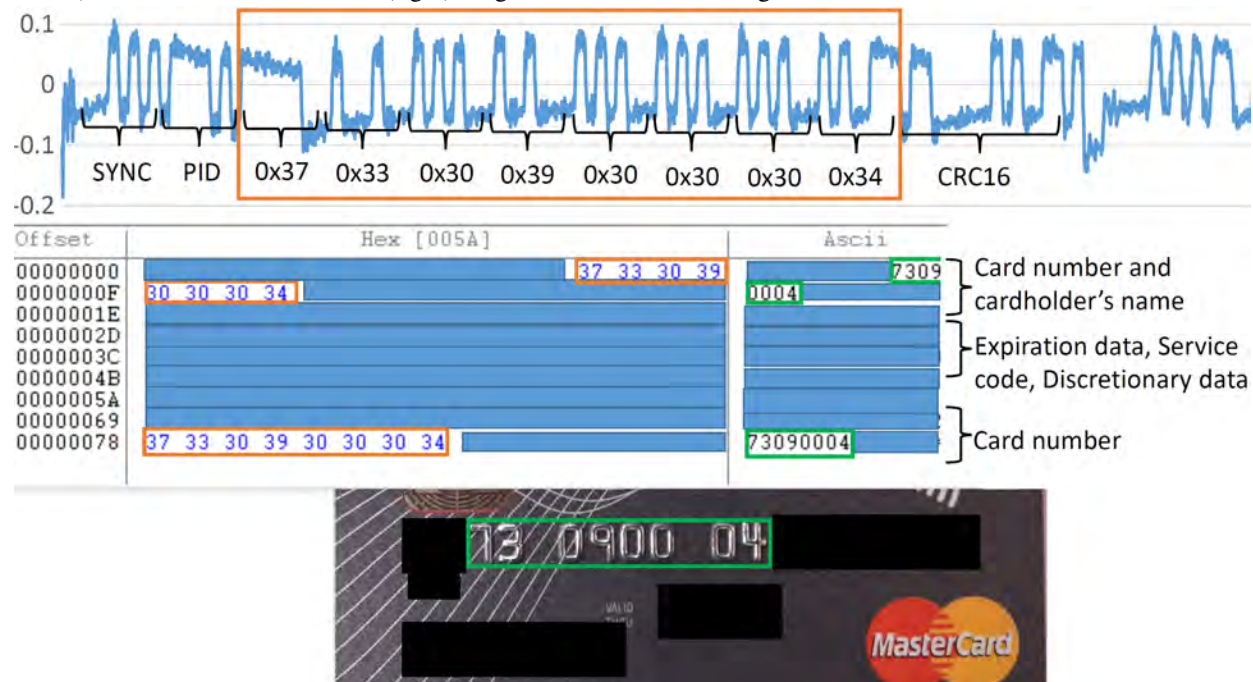 0.1
0
-0.1
-0.2
SYNC PID 0x37 0x33 0x30 0x39 0x30 0x30 0x30 0x34 CRC16
Offset Hex [005A] Ascii
00000000 37 33 30 39 7309
0000000F 30 30 30 34 0004
0000001E
0000002D
0000003C
0000004B
0000005A
00000069
00000078 37 33 30 39 30 30 30 34 73090004
Card number and
cardholder's name
Expiration data, Service
code, Discretionary data
Card number
73 0900 04
VALID
MasterCard